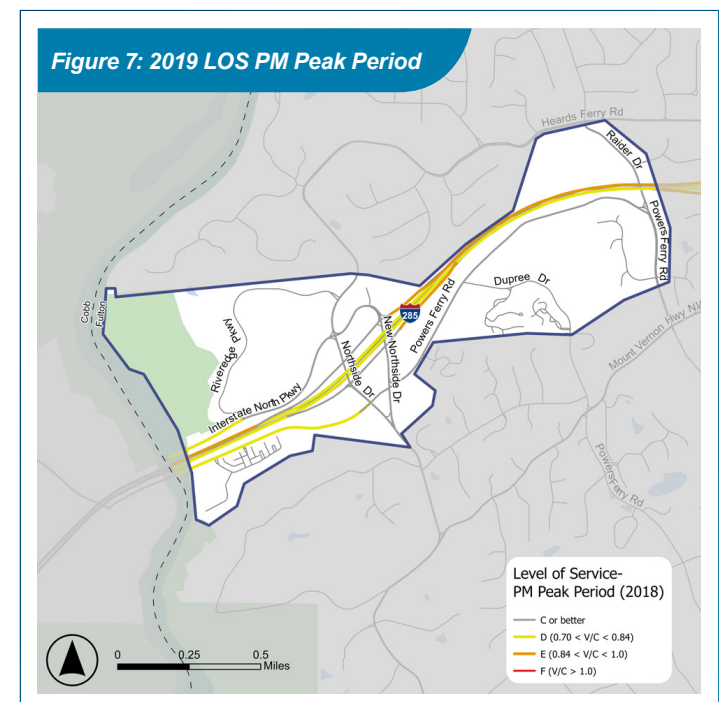 Figure 7: 2019 LOS PM Peak Period
Heards Ferry Rd
Raider Dr
Powers Ferry Rd
Dupree Dr
Cobb
Fulton
285
Powers Ferry Rd
New Northside Dr
Northside Dr
Riveredge Pkwy
Interstate North Pkwy
Mount Vernon Hwy NW
Powers Ferry Rd
Level of Service-
PM Peak Period (2018)
C or better
D (0.70 < V/C < 0.84)
E (0.84 < V/C < 1.0)
F (V/C > 1.0)
0 0.25 0.5
Miles